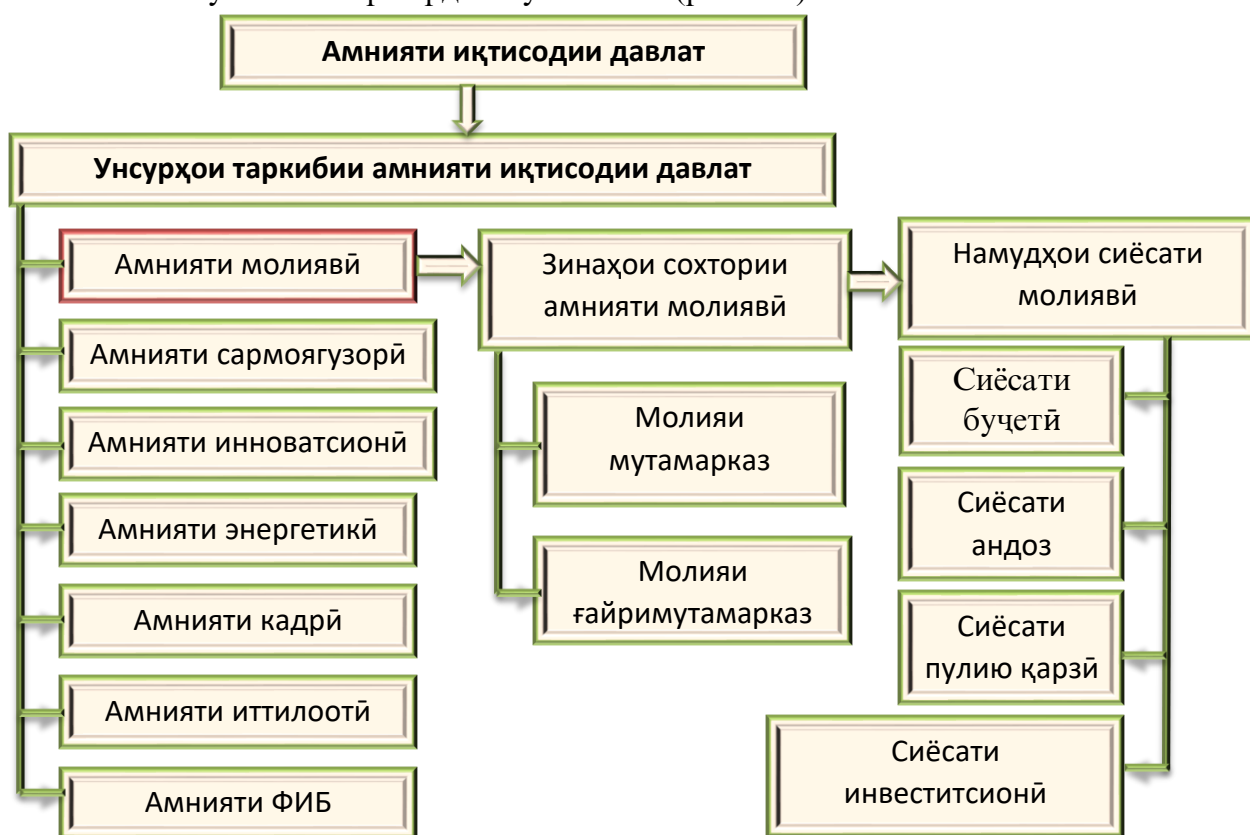 Амнияти иқтисодии давлат
Унсурҳои таркибии амнияти иқтисодии давлат
Амнияти молиявӣ
Амнияти сармоягузорӣ
Амнияти инноватсионӣ
Амнияти энергетикӣ
Амнияти кадрӣ
Амнияти иттилоотӣ
Амнияти ФИБ
Зинаҳои сохтории
амнияти молиявӣ
Молияи
мутамарказ
Молияи
ғайримутамарказ
Намудҳои сиёсати
молиявӣ
Сиёсати
буҷетӣ
Сиёсати
андоз
Сиёсати
пулию қарзӣ
Сиёсати
инвеститсионӣ